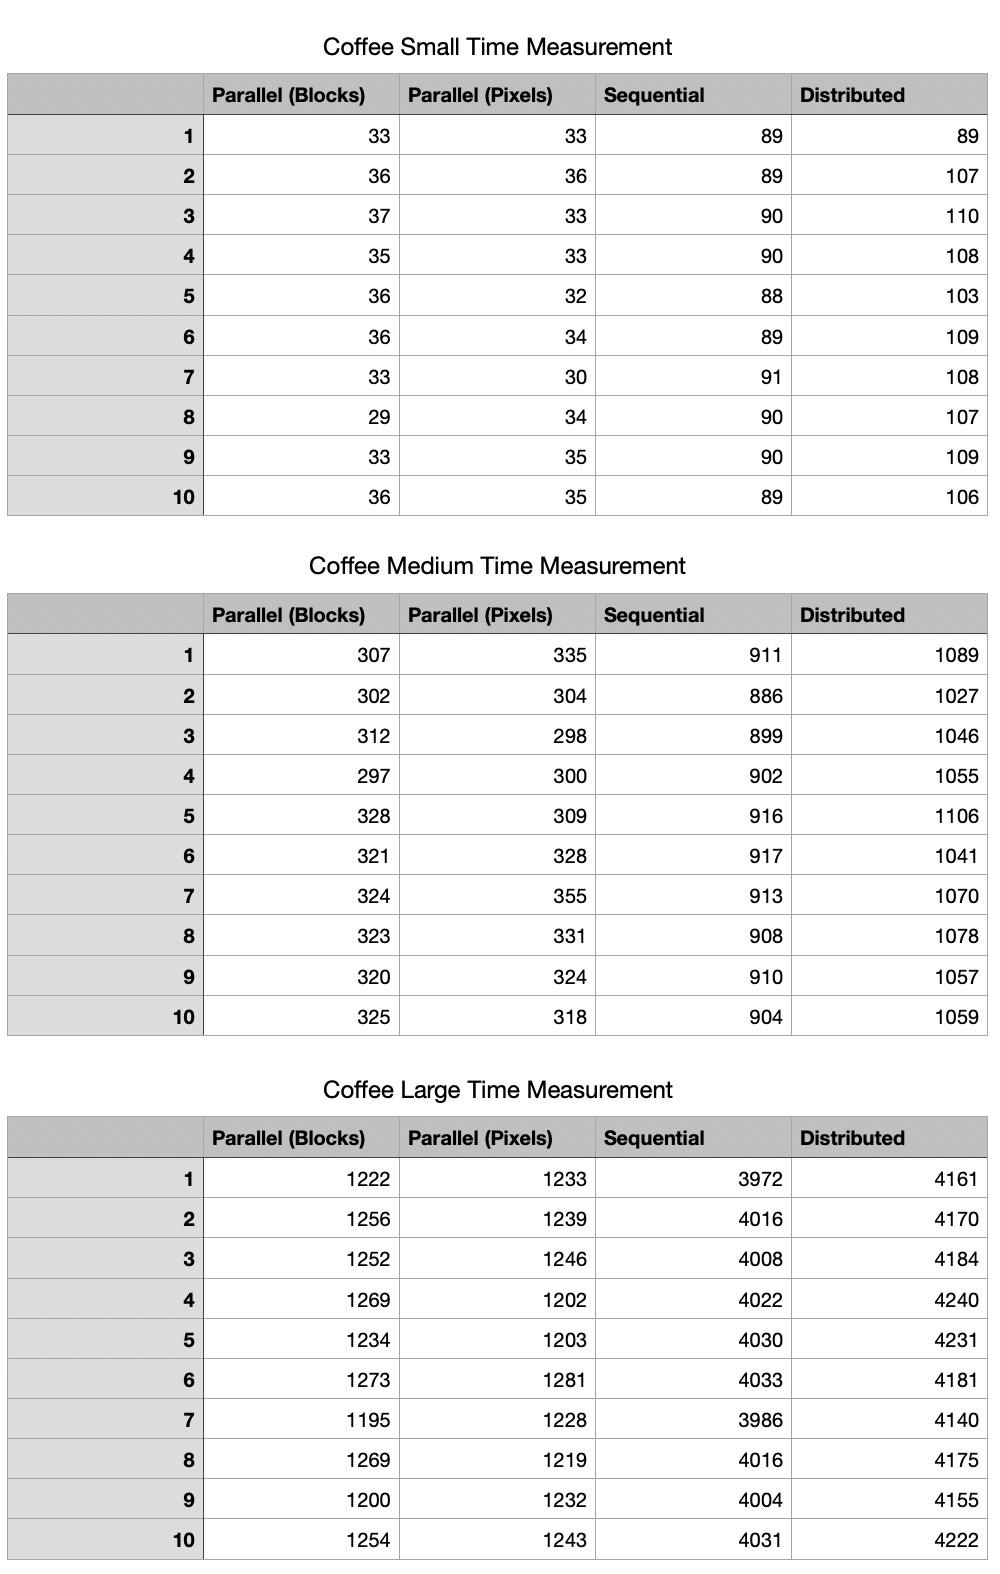 Coffee Small Time Measurement
Parallel (Blocks) Parallel (Pixels) Sequential Distributed
1 33 33 89 89
2 36 36 89 107
3 37 33 90 110
4 35 33 90 108
5 36 32 88 103
6 36 34 89 109
7 33 30 91 108
8 29 34 90 107
9 33 35 90 109
10 36 35 89 106
Coffee Medium Time Measurement
Parallel (Blocks) Parallel (Pixels) Sequential Distributed
1 307 335 911 1089
2 302 304 886 1027
3 312 298 899 1046
4 297 300 902 1055
5 328 309 916 1106
6 321 328 917 1041
7 324 355 913 1070
8 323 331 908 1078
9 320 324 910 1057
10 325 318 904 1059
Coffee Large Time Measurement
Parallel (Blocks) Parallel (Pixels) Sequential Distributed
1 1222 1233 3972 4161
2 1256 1239 4016 4170
3 1252 1246 4008 4184
4 1269 1202 4022 4240
5 1234 1203 4030 4231
6 1273 1281 4033 4181
7 1195 1228 3986 4140
8 1269 1219 4016 4175
9 1200 1232 4004 4155
10 1254 1243 4031 4222